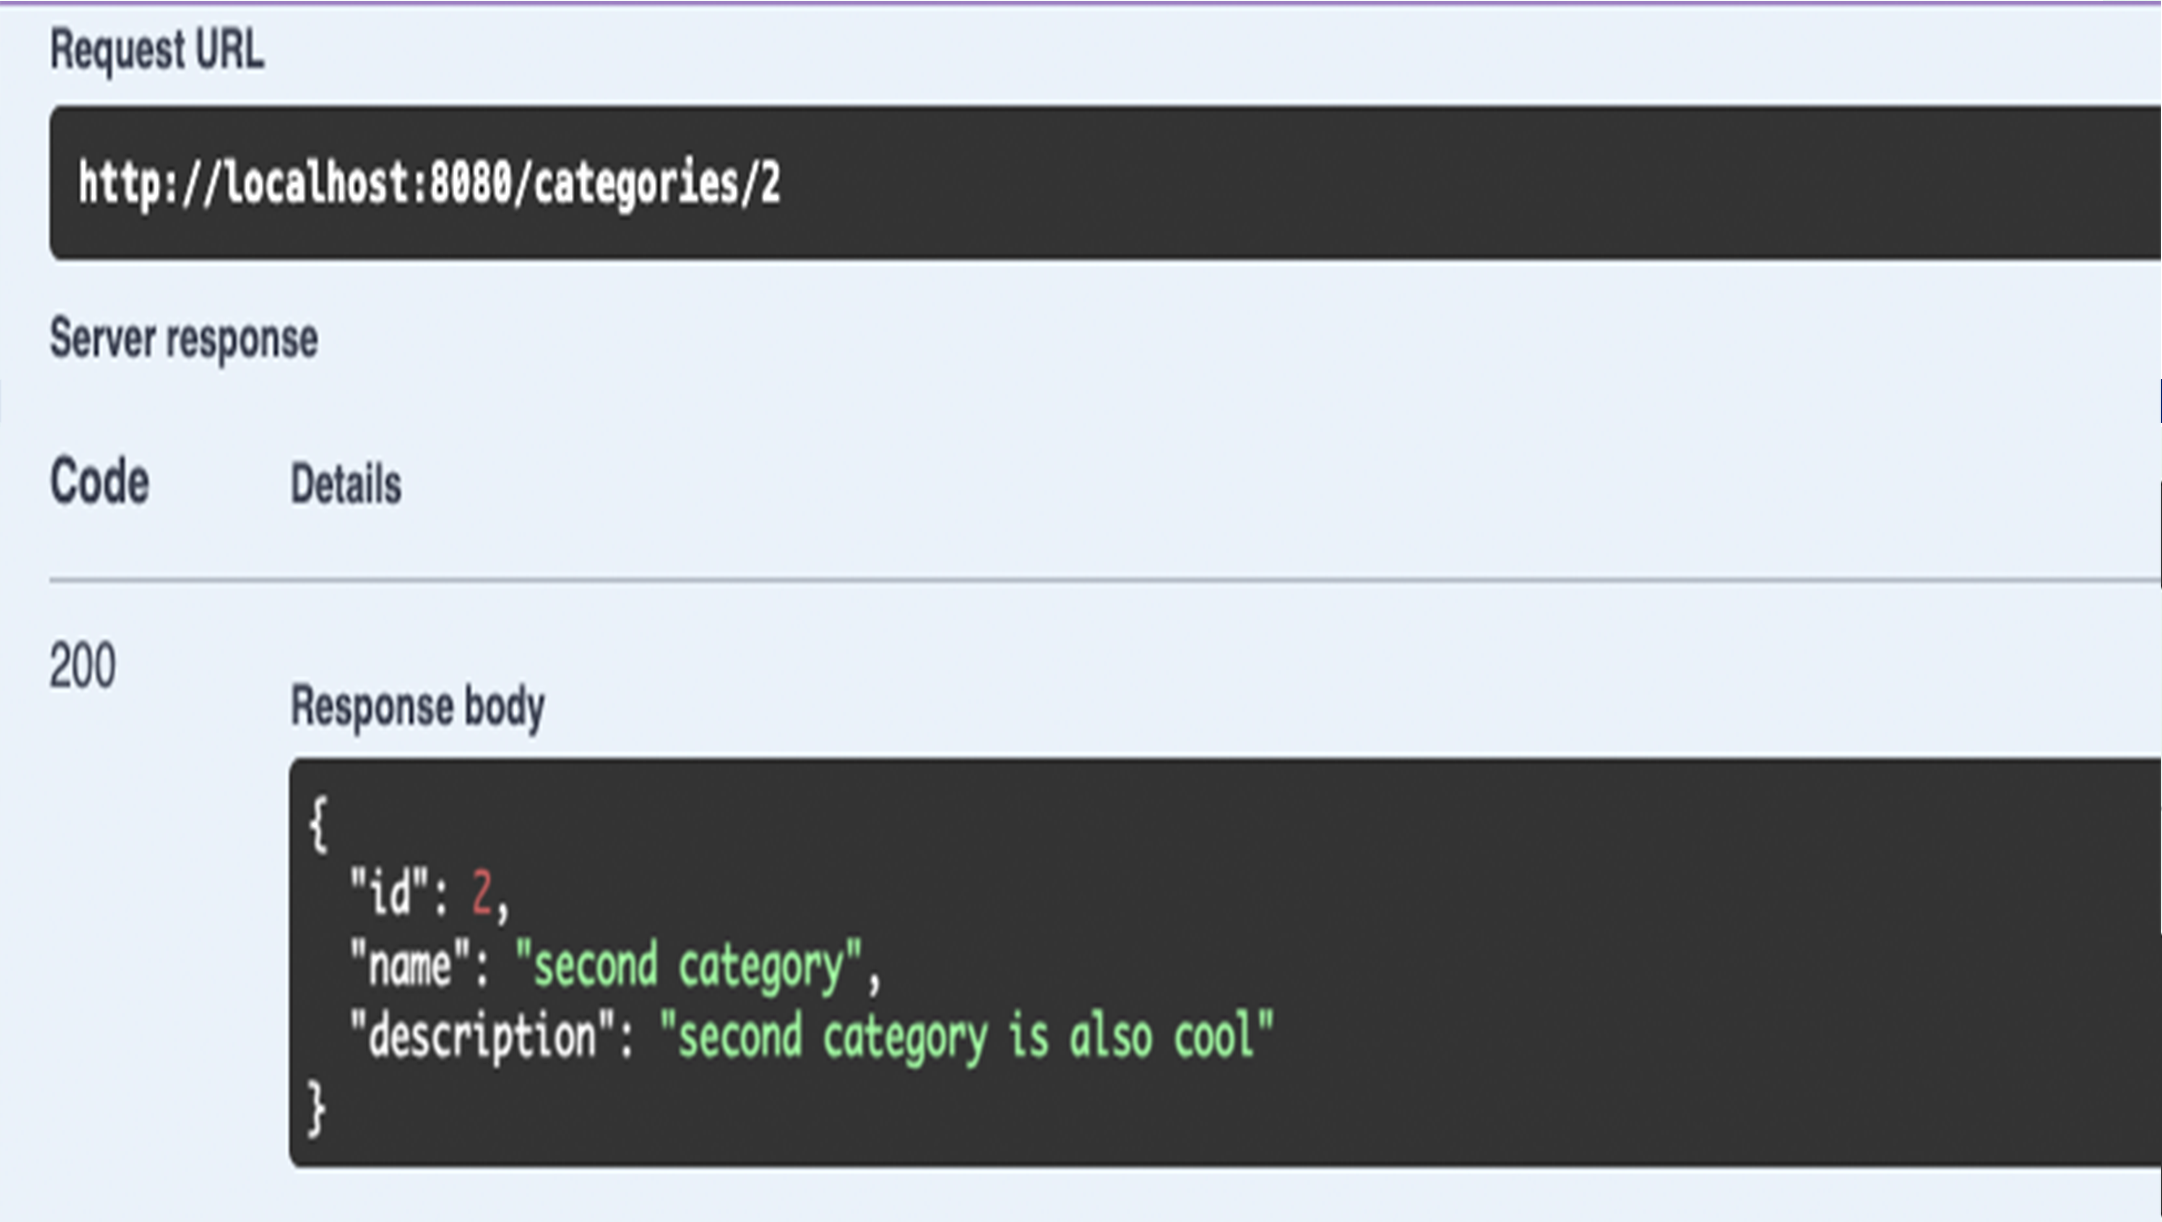 Request URL
http://localhost:8080/categories/2
Server response
Code Details
200
Response body
{
"id": 2,
"name": "second category",
"description": "second category is also cool"
}